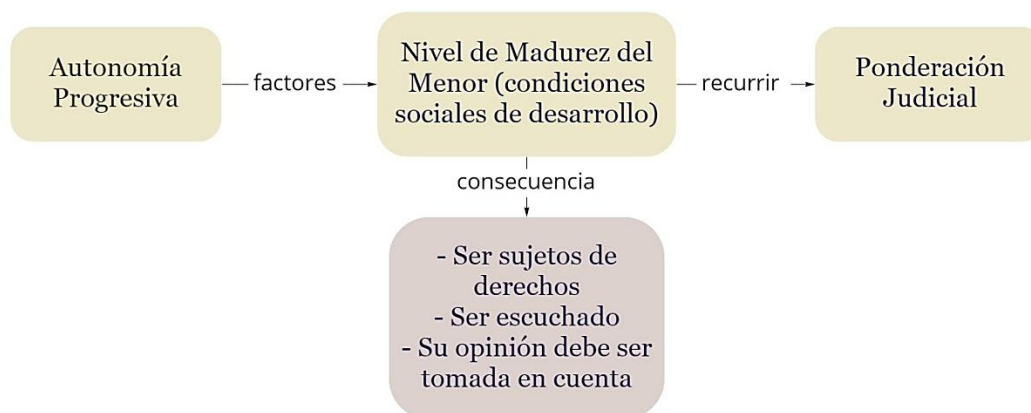 Autonomía
Progresiva
factores
Nivel de Madurez del
Menor (condiciones
sociales de desarrollo)
recurrir
Ponderación
Judicial
consecuencia
- Ser sujetos de
derechos
- Ser escuchado
- Su opinión debe ser
tomada en cuenta